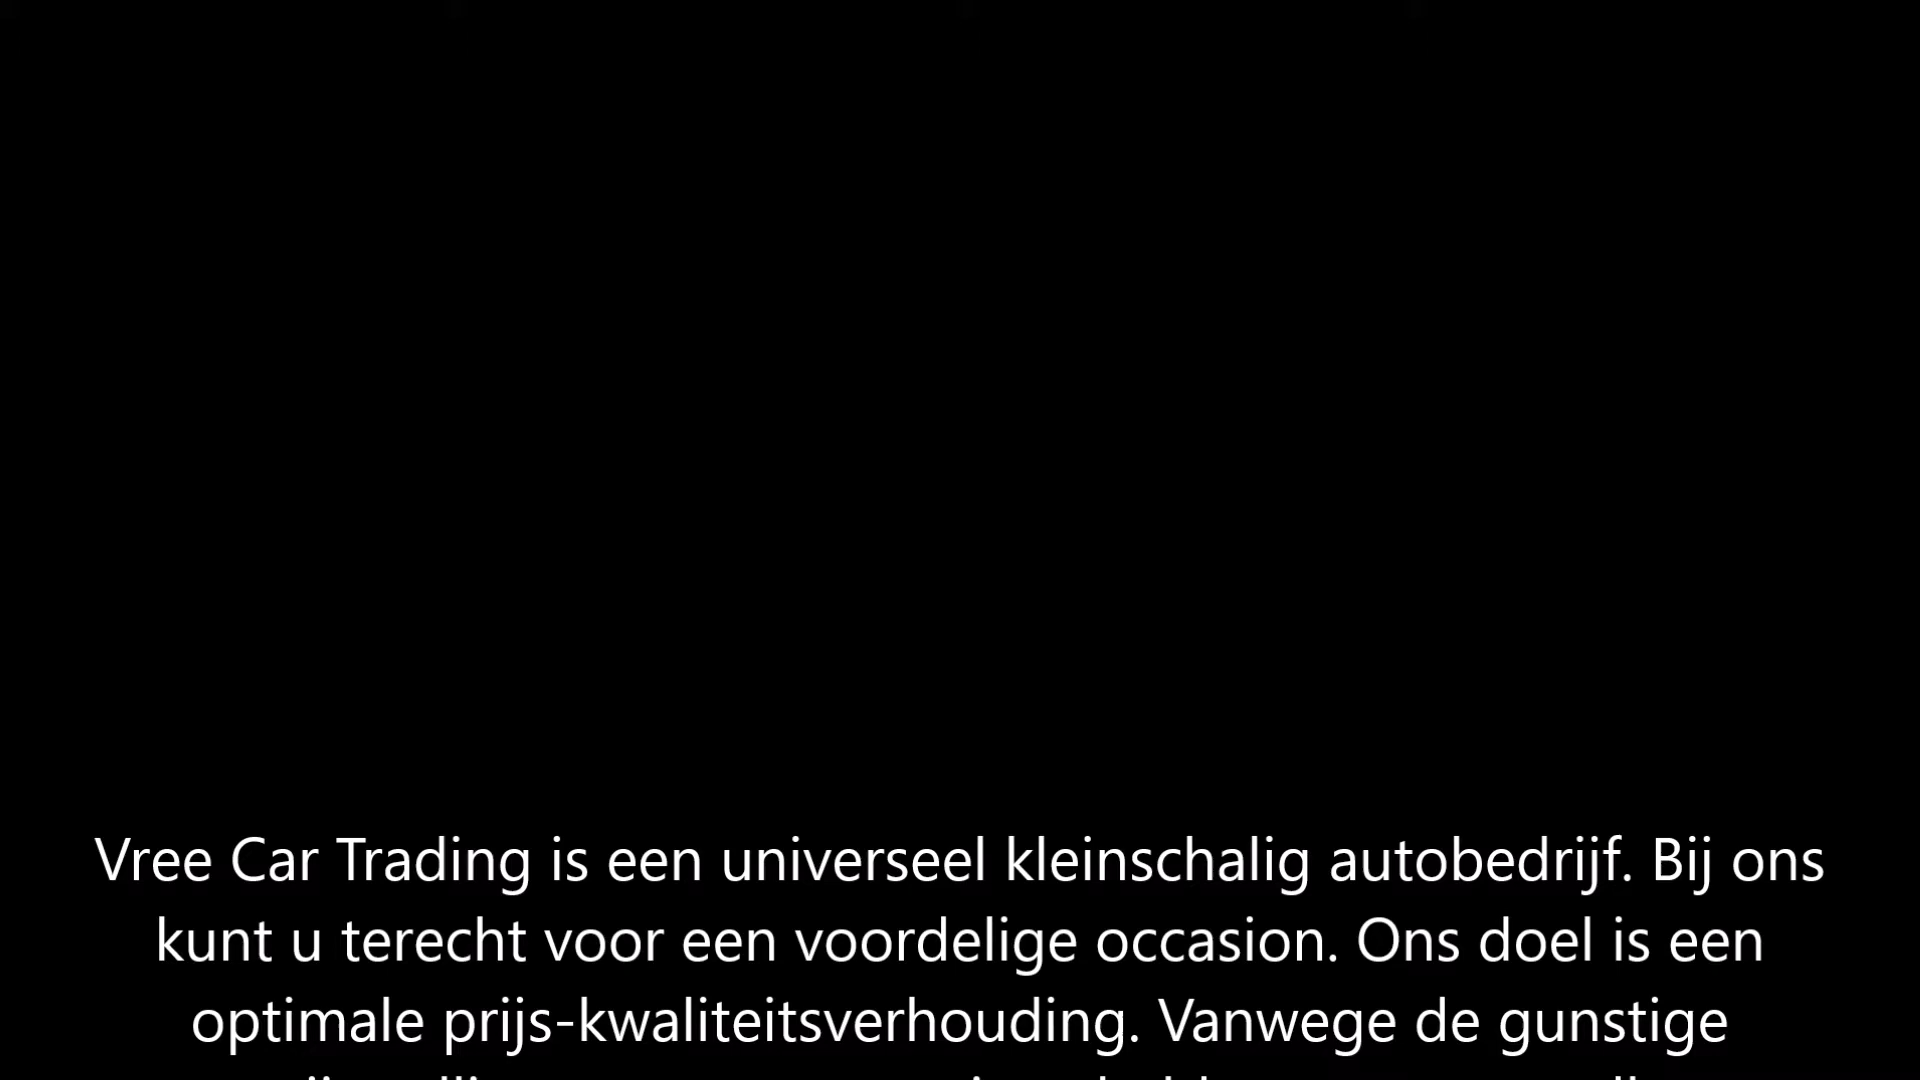 Vree Car Trading is een universeel kleinschalig autobedrijf. Bij ons
kunt u terecht voor een voordelige occasion. Ons doel is een
optimale prijs-kwaliteitsverhouding. Vanwege de gunstige